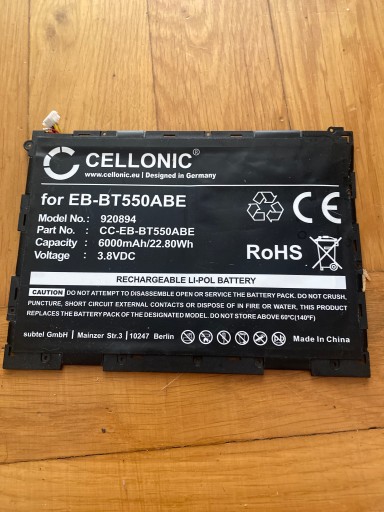 CELLONIC®
www.cellonic.eu | Designed in Germany
for EB-BT550ABE
Model No.: 920894
Part No. : CC-EB-BT550ABE
Capacity : 6000mAh/22.80Wh
Voltage : 3.8VDC
RoHS
RECHARGEABLE LI-POL BATTERY
CAUTION DO NOT ATTEMPT TO DISASSEMBLE OPEN OR SERVICE THE BATTERY PACK. DO NOT CRUSH,
PUNCTURE, SHORT CIRCUIT EXTERNAL CONTACTS OR DISPOSE OF IN FIRE OR WATER, THIS PRODUCT
REPLACES THE BATTERY PACK OF THE DESIGNATED MODEL. DO NOT STORE ABOVE 60°C(140°F)
subtel GmbH | Mainzer Str.3 | 10247 Berlin
Made in China